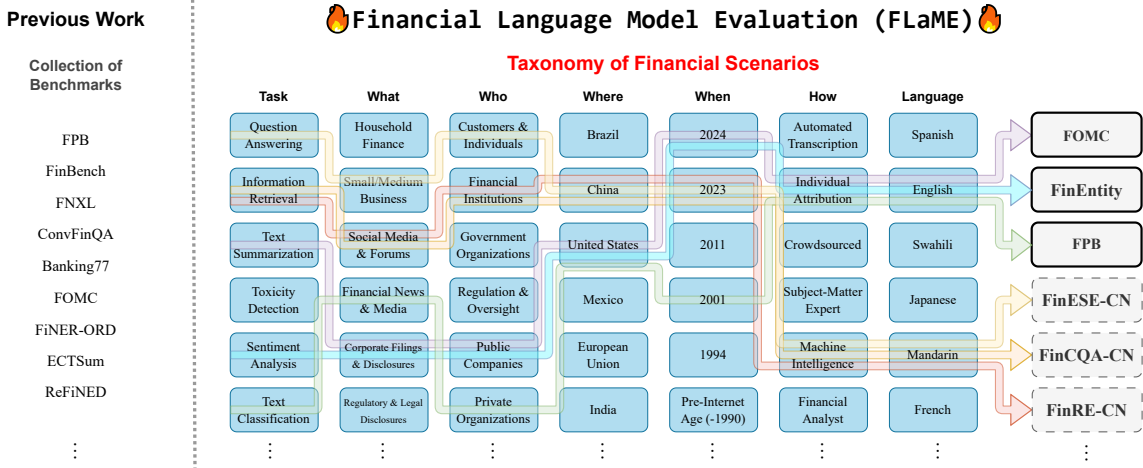 Previous Work
Collection of
Benchmarks
FPB
FinBench
FNXL
ConvFinQA
Banking77
FOMC
FiNER-ORD
ECTSum
ReFiNED
⋮
🔥Financial Language Model Evaluation (FLaME)🔥
Taxonomy of Financial Scenarios
Task
What
Who
Where
When
How
Language
Question
Answering
Household
Finance
Customers &
Individuals
Brazil
2024
Automated
Transcription
Spanish
FOMC
Information
Retrieval
Small/Medium
Business
Financial
Institutions
China
2023
Individual
Attribution
English
FinEntity
Text
Summarization
Social Media
& Forums
Government
Organizations
United States
2011
Crowdsourced
Swahili
FPB
Toxicity
Detection
Financial News
& Media
Regulation &
Oversight
Mexico
2001
Subject-Matter
Expert
Japanese
FinESE-CN
Sentiment
Analysis
Corporate Filings
& Disclosures
Public
Companies
European
Union
1994
Machine
Intelligence
Mandarin
FinCQA-CN
Text
Classification
Regulatory & Legal
Disclosures
Private
Organizations
India
Pre-Internet
Age (-1990)
Financial
Analyst
French
FinRE-CN
⋮ ⋮ ⋮ ⋮ ⋮ ⋮ ⋮ ⋮